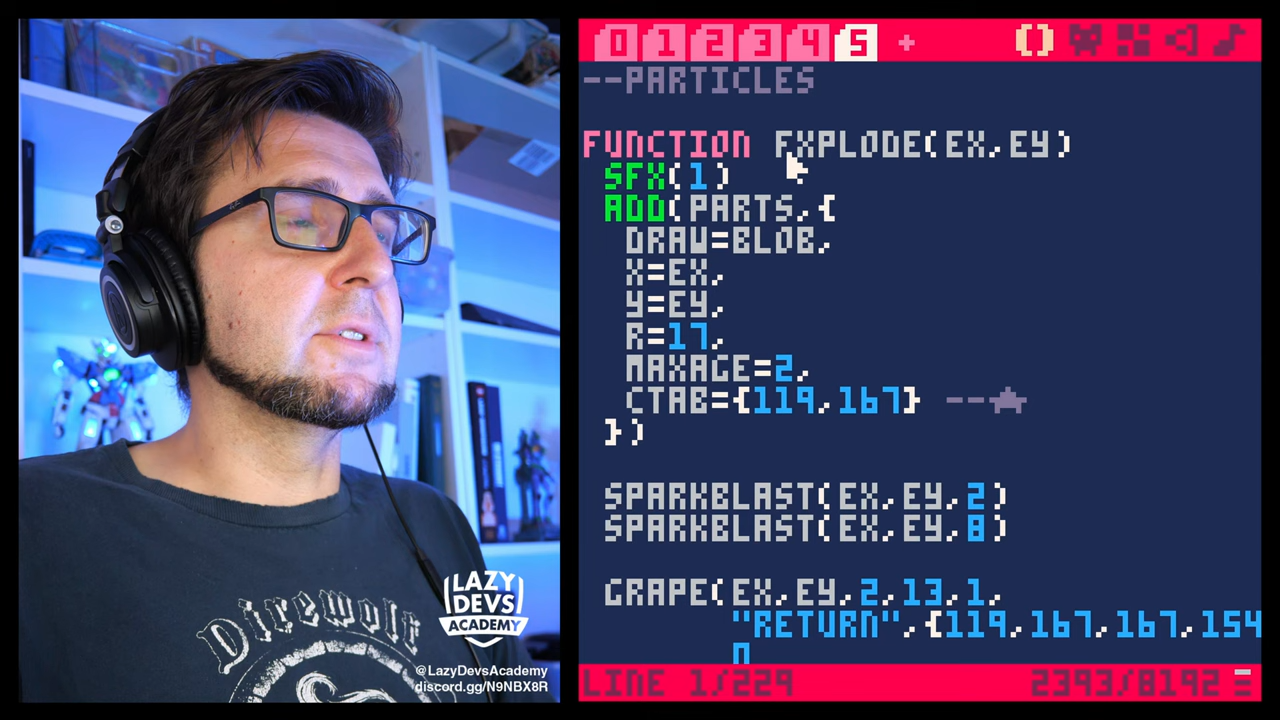 0 1 2 3 4 5 +
--PARTICLES
FUNCTION EXPLODE(EX,EY)
SFX(1)
ADD(PARTS,{
DRAW=BLOB,
X=EX,
Y=EY,
R=17,
MAXAGE=2,
CTAB={119,167} --
})
SPARKBLAST(EX,EY,2)
SPARKBLAST(EX,EY,8)
GRAPE(EX,EY,2,13,1,
"RETURN",{119,167,167,154
LINE 1/229
2393/8192
Direwolf
LAZY
DEVS
ACADEMY
@LazyDevsAcademy
discord.gg/N9NBX8R